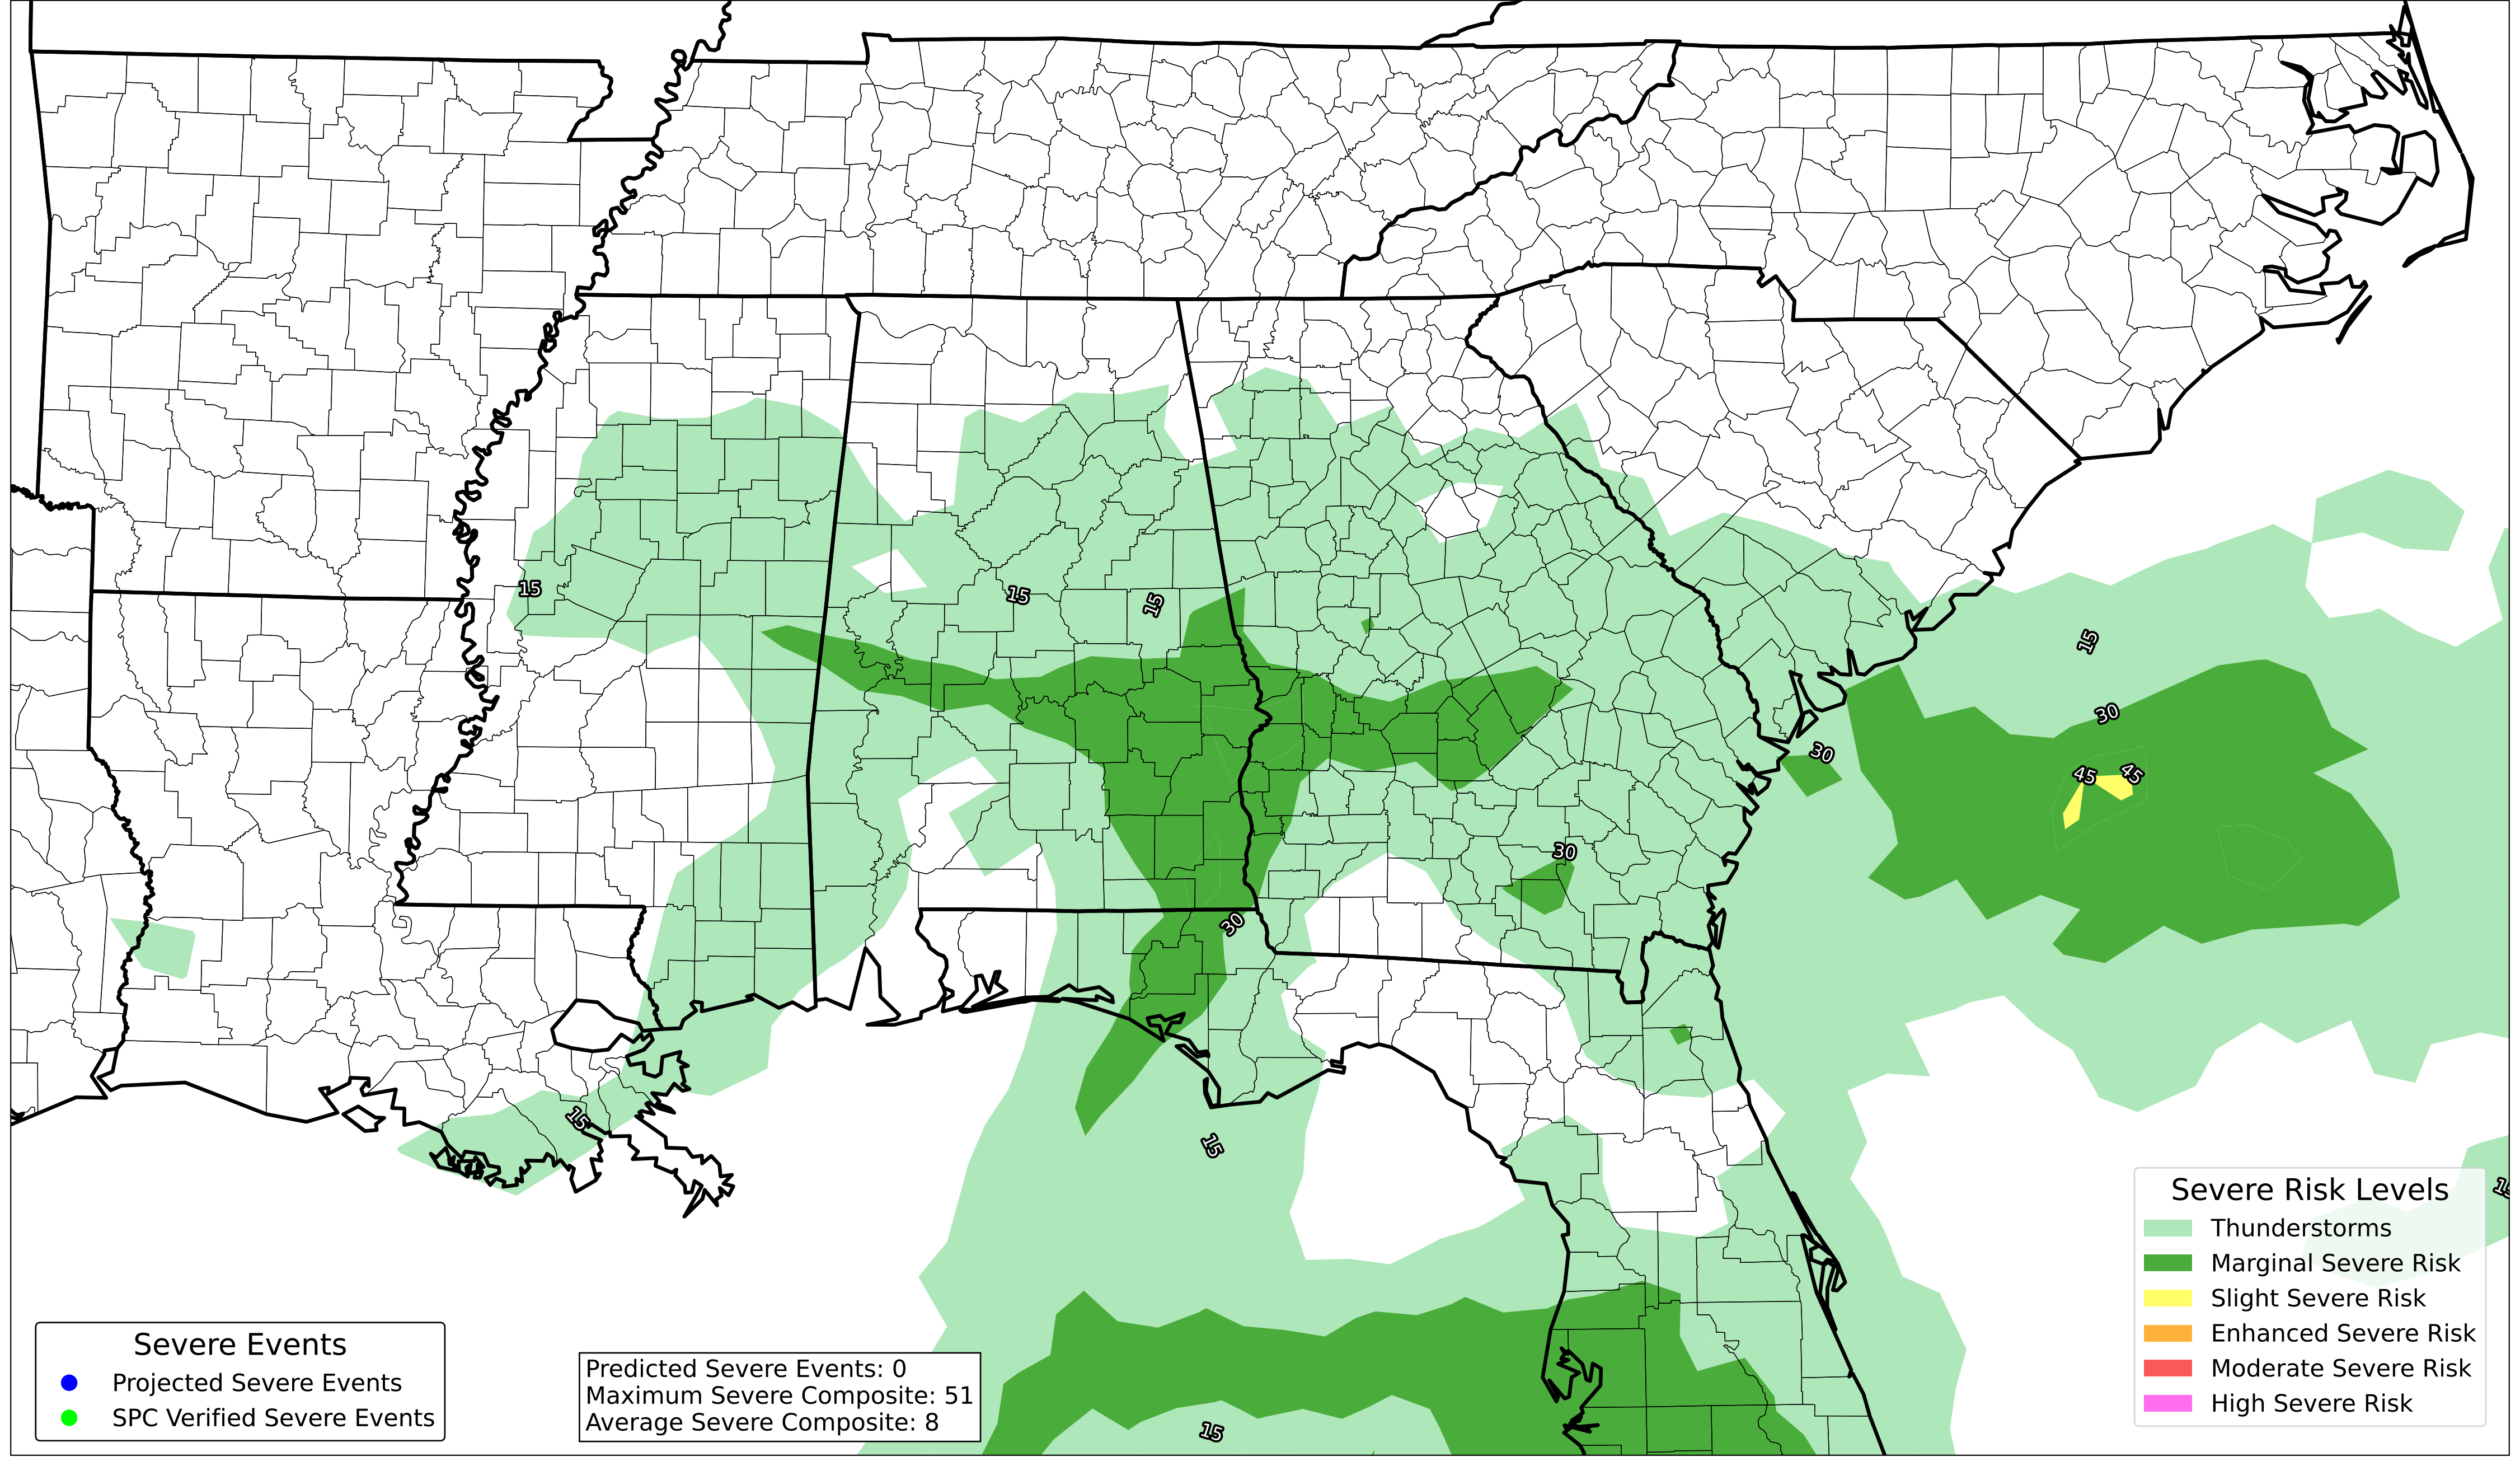 15
15
15
15
30
30
45
45
30
30
15
15
15
Severe Risk Levels
Thunderstorms
Marginal Severe Risk
Slight Severe Risk
Enhanced Severe Risk
Moderate Severe Risk
High Severe Risk
Severe Events
Projected Severe Events
SPC Verified Severe Events
Predicted Severe Events: 0
Maximum Severe Composite: 51
Average Severe Composite: 8
15